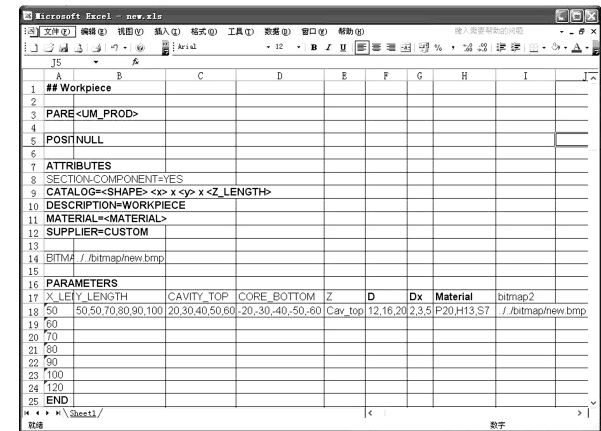 Microsoft Excel - new.xls
文件(F) 编辑(E) 视图(V) 插入(I) 格式(O) 工具(T) 数据(D) 窗口(W) 帮助(H) 键入需要帮助的问题
Arial 12 B I U % ,
J5 fx
A B C D E F G H I J
1 ## Workpiece
2
3 PARE <UM_PROD>
4
5 POSIT NULL
6
7 ATTRIBUTES
8 SECTION-COMPONENT=YES
9 CATALOG=<SHAPE> <x> x <y> x <Z_LENGTH>
10 DESCRIPTION=WORKPIECE
11 MATERIAL=<MATERIAL>
12 SUPPLIER=CUSTOM
13
14 BITMA ././bitmap/new.bmp
15
16 PARAMETERS
17 X_LEN Y_LENGTH CAVITY_TOP CORE_BOTTOM Z D Dx Material bitmap2
18 50 50,50,70,80,90,100 20,30,40,50,60 -20,-30,-40,-50,-60 Cav_top 12,16,20 2,3,5 P20,H13,S7 ././bitmap/new.bmp
19 60
20 70
21 80
22 90
23 100
24 120
25 END
Sheet1
就绪 数字